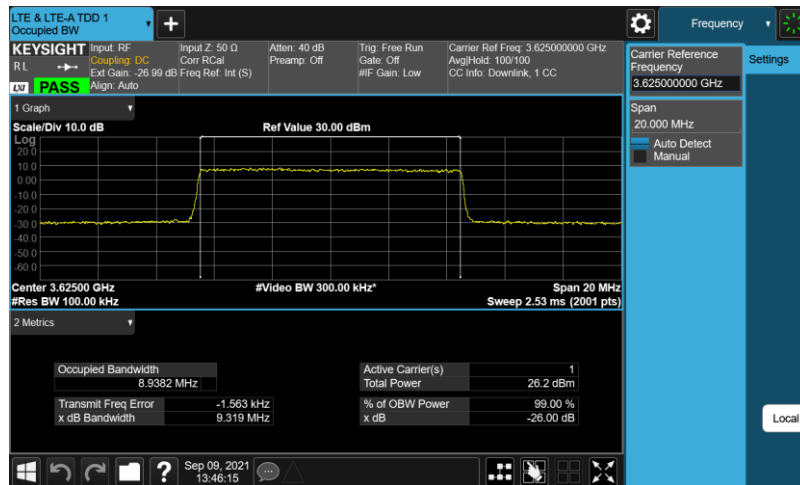 LTE & LTE-A TDD 1
Occupied BW
Frequency
KEYSIGHT
RL
LXI
PASS
Input: RF
Coupling: DC
Ext Gain: -26.99 dB
Align: Auto
Input Z: 50 Ω
Corr RCal
Freq Ref: Int (S)
Atten: 40 dB
Preamp: Off
Trig: Free Run
Gate: Off
#IF Gain: Low
Carrier Ref Freq: 3.625000000 GHz
Avg|Hold: 100/100
CC Info: Downlink, 1 CC
Carrier Reference
Frequency
3.625000000 GHz
Settings
Span
20.000 MHz
Auto Detect
Manual
1 Graph
Scale/Div 10.0 dB
Ref Value 30.00 dBm
Log
20.0
10.0
0.00
-10.0
-20.0
-30.0
-40.0
-50.0
-60.0
Center 3.62500 GHz
#Video BW 300.00 kHz*
Span 20 MHz
#Res BW 100.00 kHz
Sweep 2.53 ms (2001 pts)
2 Metrics
Occupied Bandwidth
8.9382 MHz
Transmit Freq Error -1.563 kHz
x dB Bandwidth 9.319 MHz
Active Carrier(s) 1
Total Power 26.2 dBm
% of OBW Power 99.00 %
x dB -26.00 dB
Local
?
Sep 09, 2021
13:46:15